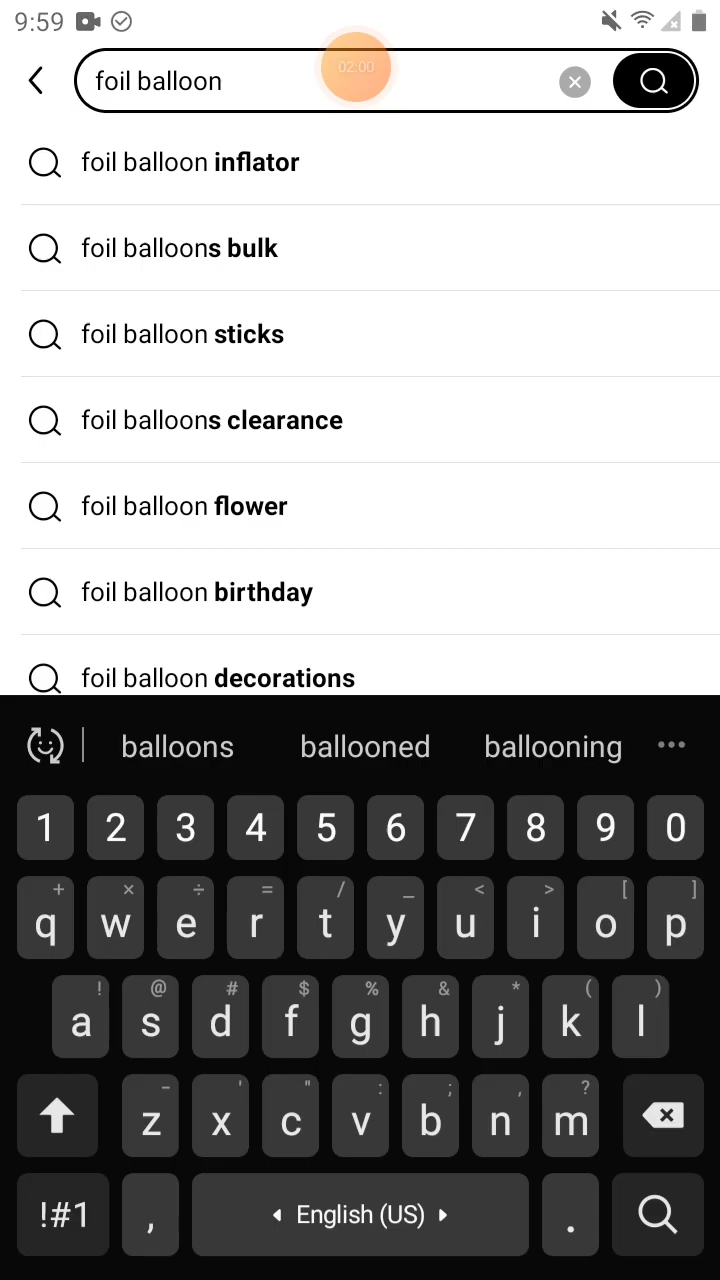 9:59
foil balloon
02:00
foil balloon inflator
foil balloons bulk
foil balloon sticks
foil balloons clearance
foil balloon flower
foil balloon birthday
foil balloon decorations
balloons ballooned ballooning •••
1 2 3 4 5 6 7 8 9 0
+ × ÷ = / _ < > [ ]
q w e r t y u i o p
! @ # $ % & * ( )
a s d f g h j k l
- ' " : ; , ?
z x c v b n m
!#1 , English (US) .